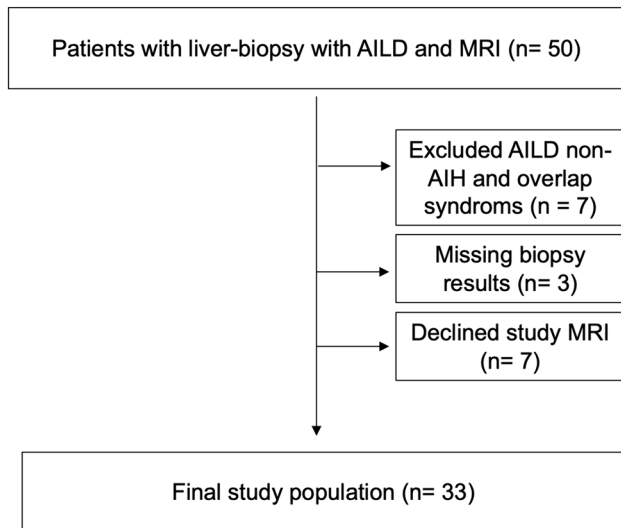 Patients with liver-biopsy with AILD and MRI (n= 50)
Excluded AILD non-
AIH and overlap
syndroms (n = 7)
Missing biopsy
results (n= 3)
Declined study MRI
(n= 7)
Final study population (n= 33)